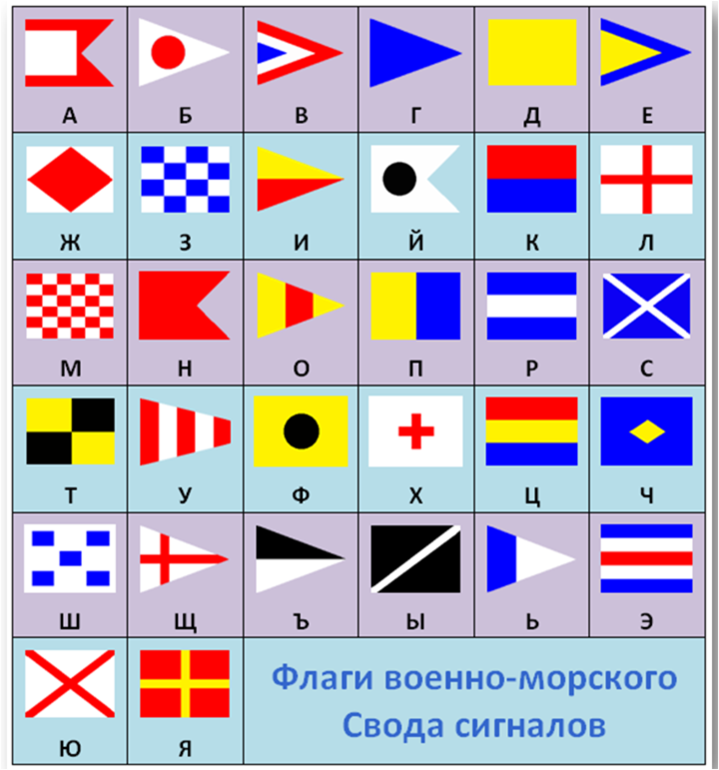 А Б В Г Д Е
Ж З И Й К Л
М Н О П Р С
Т У Ф Х Ц Ч
Ш Щ Ъ Ы Ь Э
Ю Я
Флаги военно-морского
Свода сигналов